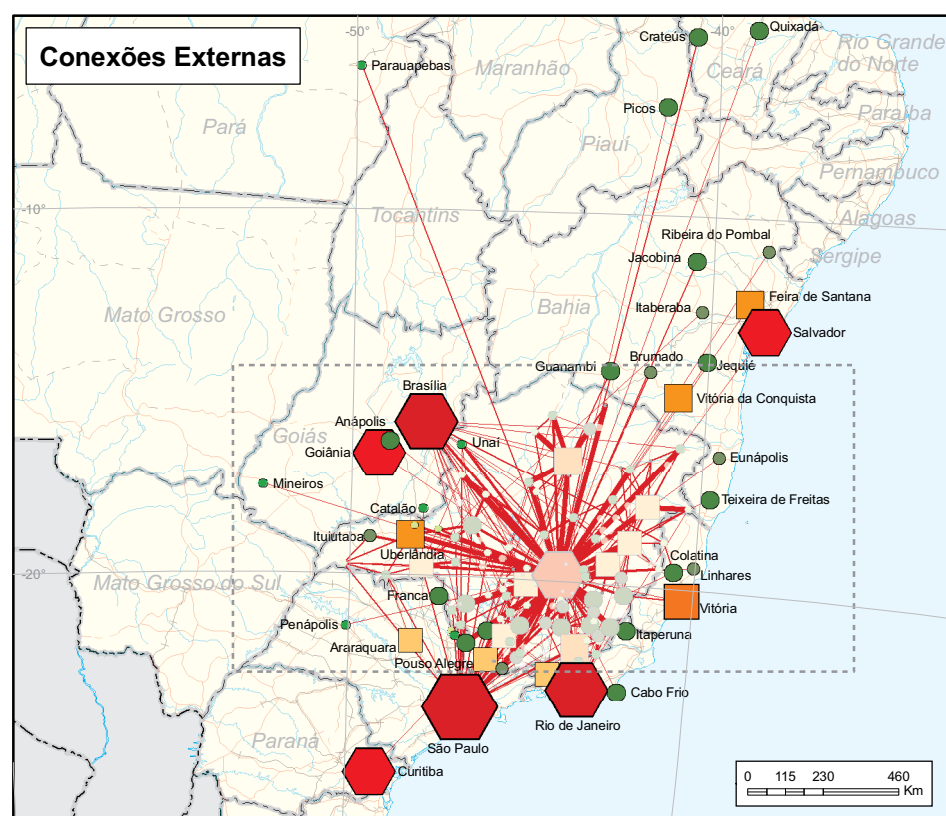 Conexões Externas
-50°
-40°
Quixadá
Crateús
Rio Grande
do Norte
Parauapebas
Maranhão
Ceará
Picos
Paraíba
Pará
Piauí
Pernambuco
-10°
Tocantins
Alagoas
Ribeira do Pombal
Sergipe
Jacobina
Feira de Santana
Bahia
Itaberaba
Mato Grosso
Salvador
Brumado
Guanambi
Jequié
Brasília
Vitória da Conquista
Anápolis
Goiás
Unaí
Goiânia
Eunápolis
Mineiros
Teixeira de Freitas
Catalão
Ituiutaba
Uberlândia
Colatina
-20°
Linhares
Mato Grosso do Sul
Franca
Vitória
Penápolis
Itaperuna
Araraquara
Pouso Alegre
Cabo Frio
Rio de Janeiro
Paraná
São Paulo
Curitiba
0 115 230 460
Km